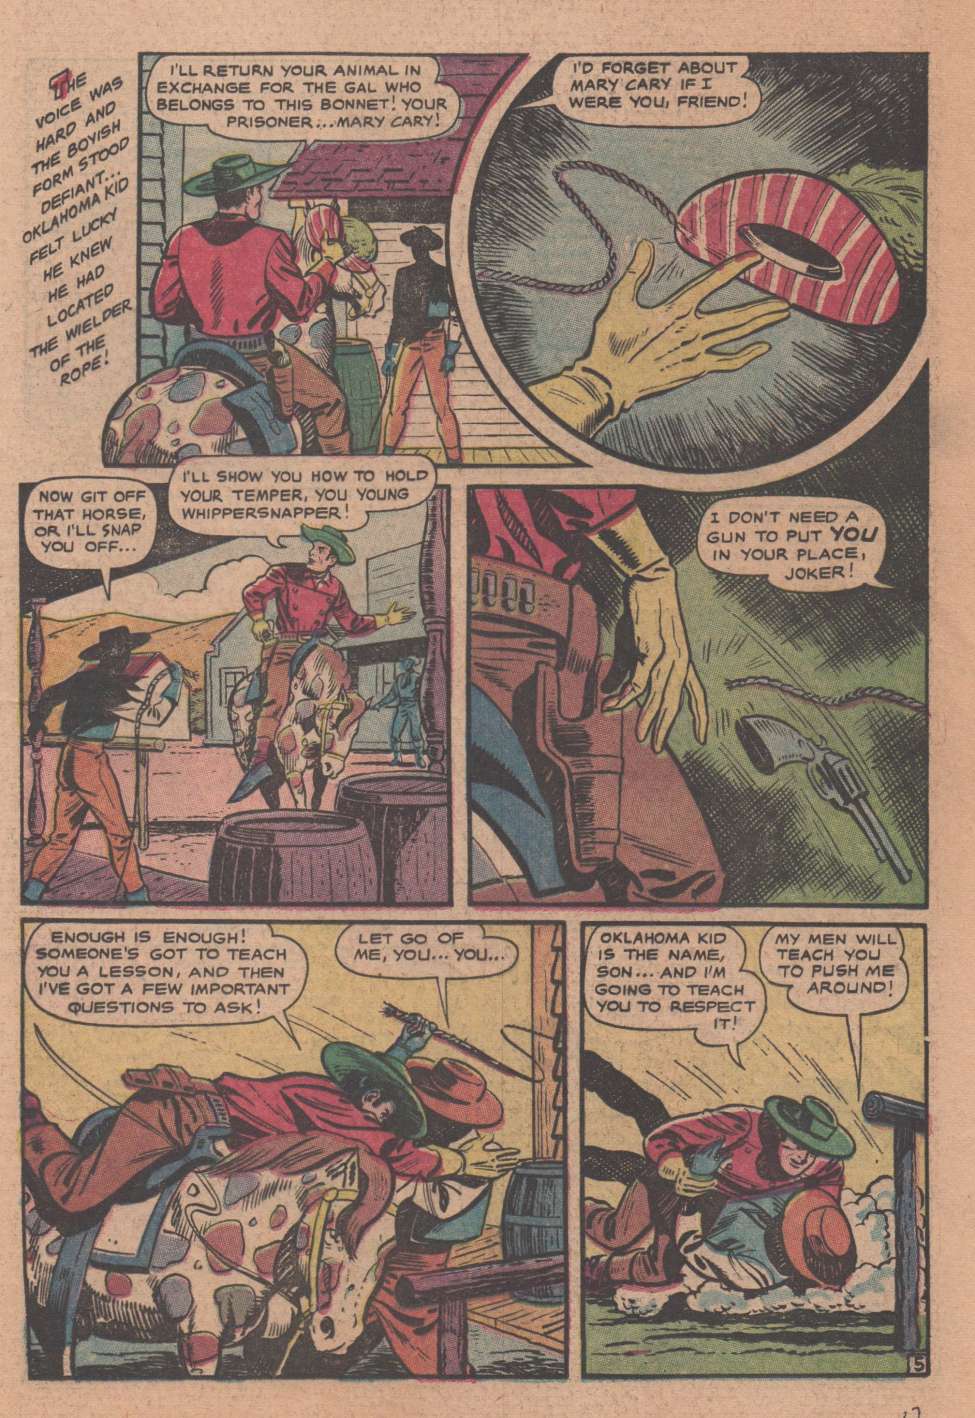 THE
VOICE WAS
HARD AND
THE BOYISH
FORM STOOD
DEFIANT...
OKLAHOMA KID
FELT LUCKY
HE KNEW
HE HAD
LOCATED
THE WIELDER
OF THE
ROPE!
I'LL RETURN YOUR ANIMAL IN
EXCHANGE FOR THE GAL WHO
BELONGS TO THIS BONNET! YOUR
PRISONER...MARY CARY!
I'D FORGET ABOUT
MARY CARY IF I
WERE YOU, FRIEND!
NOW GIT OFF
THAT HORSE,
OR I'LL SNAP
YOU OFF...
I'LL SHOW YOU HOW TO HOLD
YOUR TEMPER, YOU YOUNG
WHIPPERSNAPPER!
I DON'T NEED A
GUN TO PUT YOU
IN YOUR PLACE,
JOKER!
ENOUGH IS ENOUGH!
SOMEONE'S GOT TO TEACH
YOU A LESSON, AND THEN
I'VE GOT A FEW IMPORTANT
QUESTIONS TO ASK!
LET GO OF
ME, YOU... YOU...
OKLAHOMA KID
IS THE NAME,
SON... AND I'M
GOING TO TEACH
YOU TO RESPECT
IT!
MY MEN WILL
TEACH YOU
TO PUSH ME
AROUND!
5